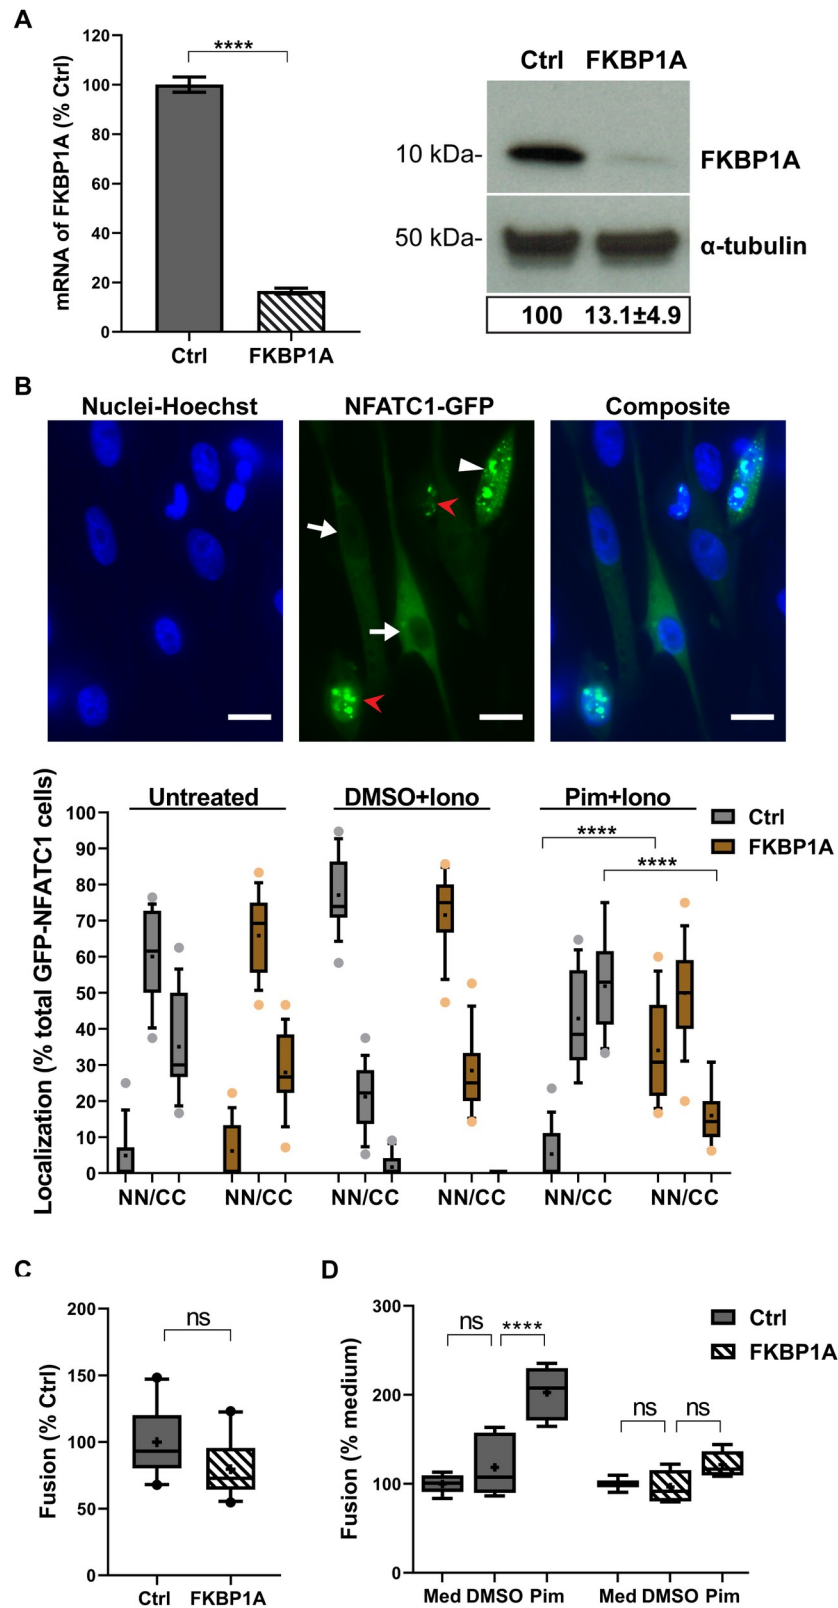 A
mRNA of FKBP1A (% Ctrl)
120
100
80
60
40
20
0
****
Ctrl
FKBP1A
Ctrl FKBP1A
10 kDa-
FKBP1A
50 kDa-
α-tubulin
100 13.1±4.9
B
Nuclei-Hoechst
NFATC1-GFP
Composite
Localization (% total GFP-NFATC1 cells)
100
90
80
70
60
50
40
30
20
10
0
Untreated
DMSO+Iono
Pim+Iono
****
****
Ctrl
FKBP1A
NN/CC
NN/CC
NN/CC
NN/CC
NN/CC
NN/CC
C
Fusion (% Ctrl)
200
150
100
50
0
ns
Ctrl
FKBP1A
D
Fusion (% medium)
300
200
100
0
ns
****
ns
ns
Ctrl
FKBP1A
Med DMSO Pim
Med DMSO Pim